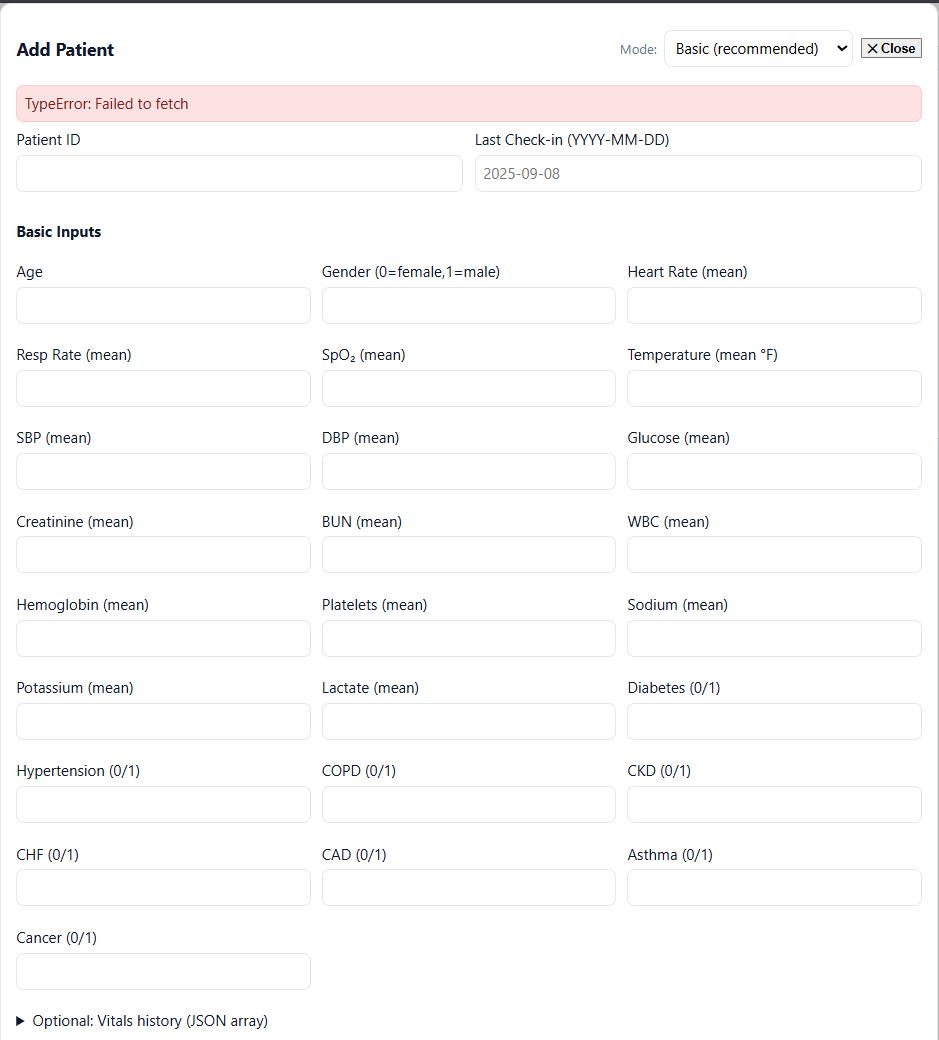 Add Patient Mode: Basic (recommended) ✕ Close
TypeError: Failed to fetch
Patient ID Last Check-in (YYYY-MM-DD)
2025-09-08
Basic Inputs
Age Gender (0=female,1=male) Heart Rate (mean)
Resp Rate (mean) SpO₂ (mean) Temperature (mean °F)
SBP (mean) DBP (mean) Glucose (mean)
Creatinine (mean) BUN (mean) WBC (mean)
Hemoglobin (mean) Platelets (mean) Sodium (mean)
Potassium (mean) Lactate (mean) Diabetes (0/1)
Hypertension (0/1) COPD (0/1) CKD (0/1)
CHF (0/1) CAD (0/1) Asthma (0/1)
Cancer (0/1)
Optional: Vitals history (JSON array)